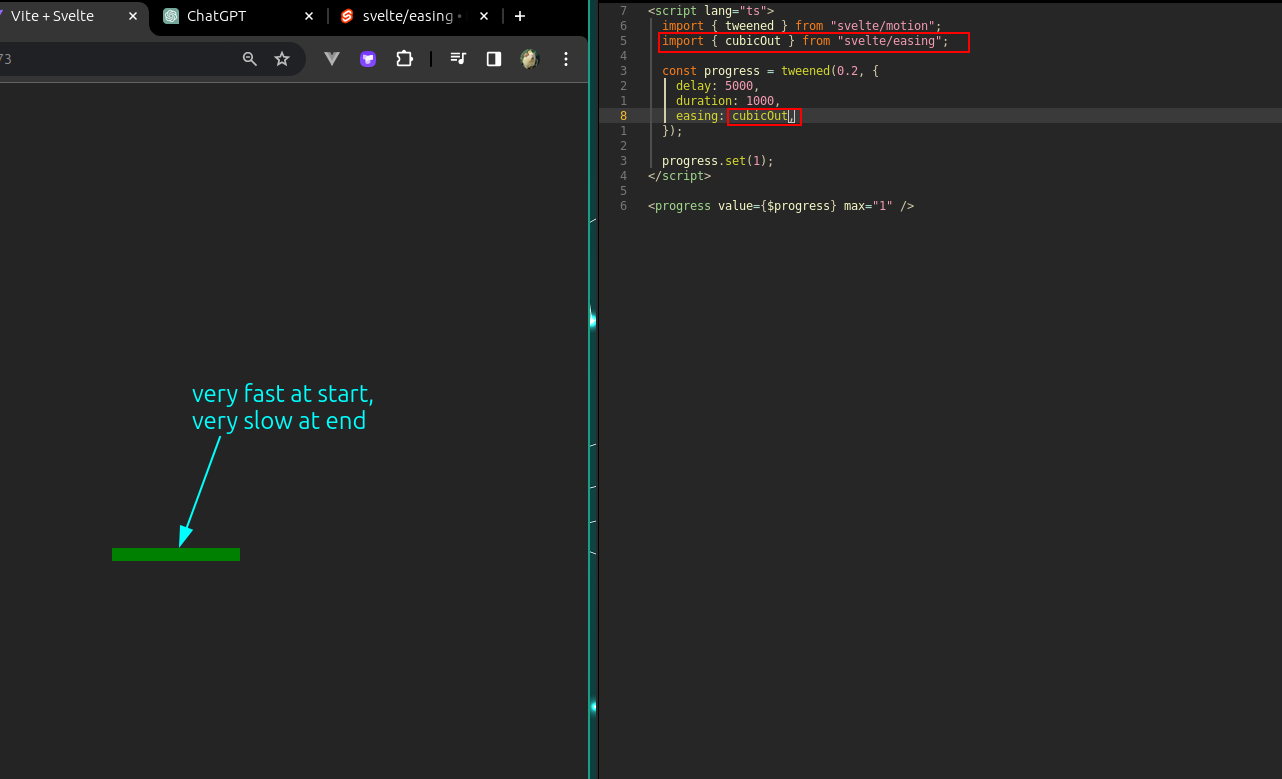 Vite + Svelte
ChatGPT
svelte/easing •
73
very fast at start,
very slow at end
7 <script lang="ts">
6 import { tweened } from "svelte/motion";
5 import { cubicOut } from "svelte/easing";
4
3 const progress = tweened(0.2, {
2 delay: 5000,
1 duration: 1000,
8 easing: cubicOut,
1 });
2
3 progress.set(1);
4 </script>
5
6 <progress value={$progress} max="1" />